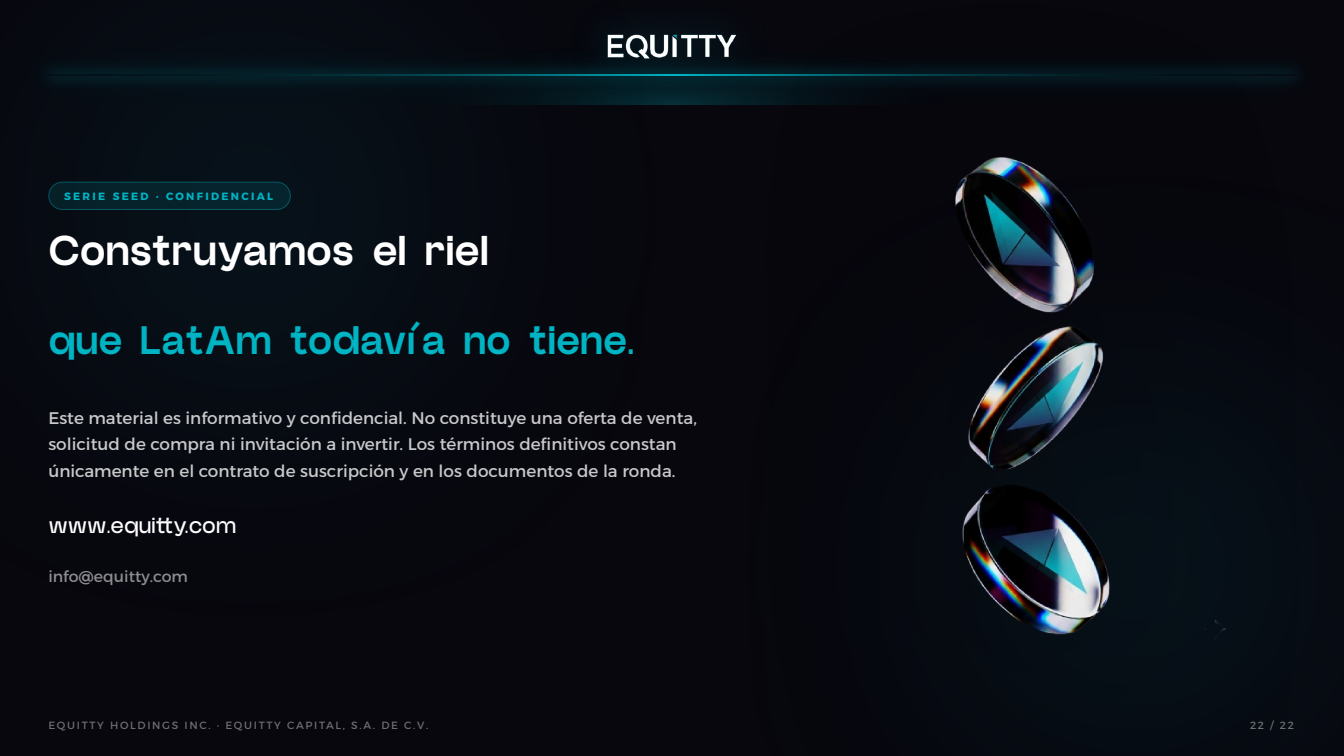 EQUITTY
SERIE SEED · CONFIDENCIAL
Construyamos el riel
que LatAm todavía no tiene.
Este material es informativo y confidencial. No constituye una oferta de venta,
solicitud de compra ni invitación a invertir. Los términos definitivos constan
únicamente en el contrato de suscripción y en los documentos de la ronda.
www.equitty.com
info@equitty.com
EQUITTY HOLDINGS INC. · EQUITTY CAPITAL, S.A. DE C.V.
22 / 22